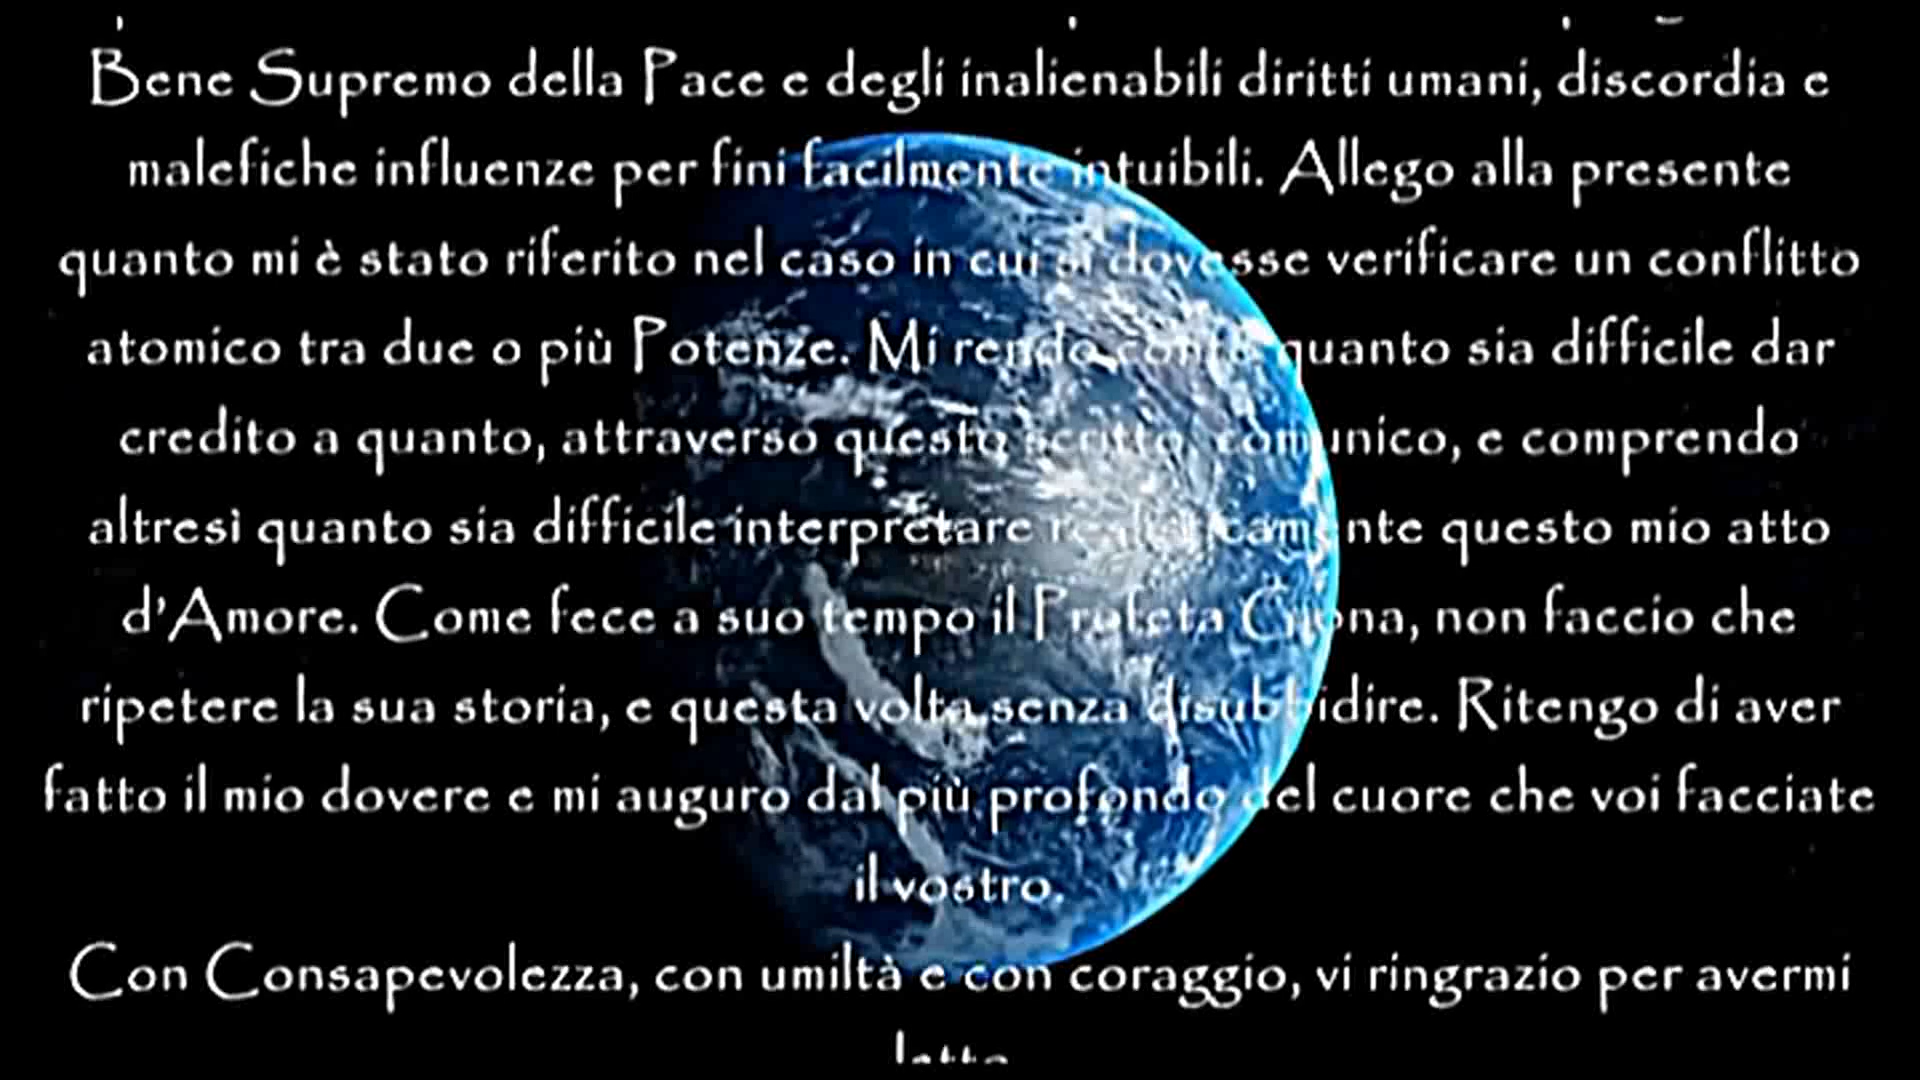 Bene Supremo della Pace e degli inalienabili diritti umani, discordia e
malefiche influenze per fini facilmente intuibili. Allego alla presente
quanto mi è stato riferito nel caso in cui si dovesse verificare un conflitto
atomico tra due o più Potenze. Mi rendo conto quanto sia difficile dar
credito a quanto, attraverso questo scritto, comunico, e comprendo
altresì quanto sia difficile interpretare realisticamente questo mio atto
d'Amore. Come fece a suo tempo il Profeta Giona, non faccio che
ripetere la sua storia, e questa volta senza disubbidire. Ritengo di aver
fatto il mio dovere e mi auguro dal più profondo del cuore che voi facciate
il vostro.
Con Consapevolezza, con umiltà e con coraggio, vi ringrazio per avermi